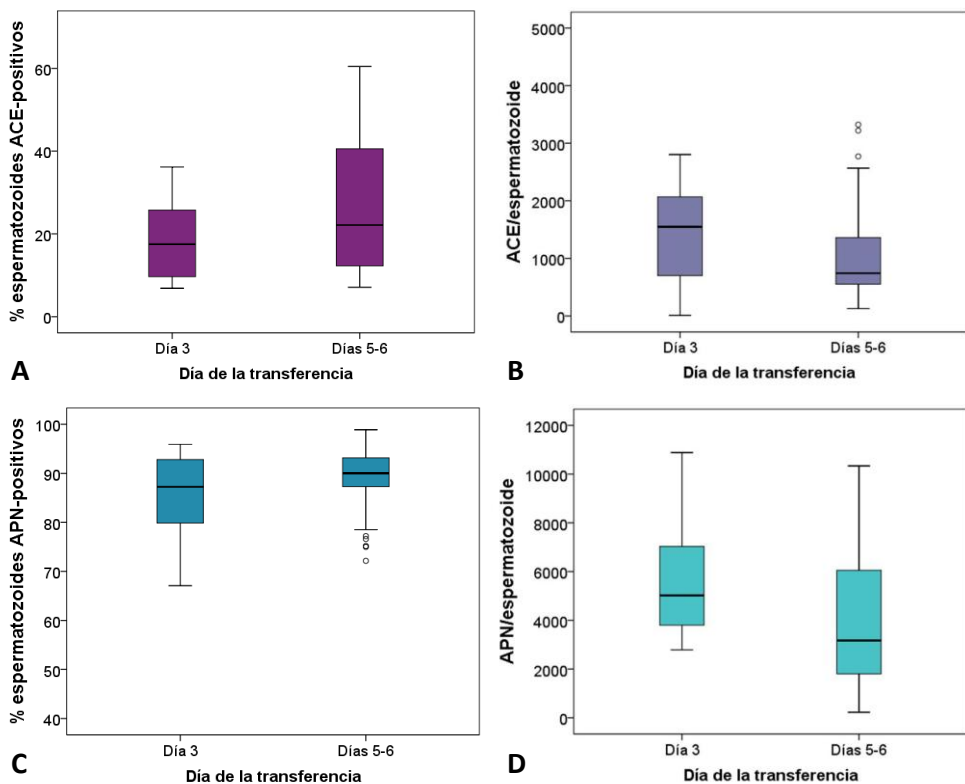 % espermatozoides ACE-positivos
60
40
20
0
Día 3
Días 5-6
Día de la transferencia
A
ACE/espermatozoide
5000
4000
3000
2000
1000
0
Día 3
Días 5-6
Día de la transferencia
B
% espermatozoides APN-positivos
100
90
80
70
60
50
40
Día 3
Días 5-6
Día de la transferencia
C
APN/espermatozoide
12000
10000
8000
6000
4000
2000
0
Día 3
Días 5-6
Día de la transferencia
D